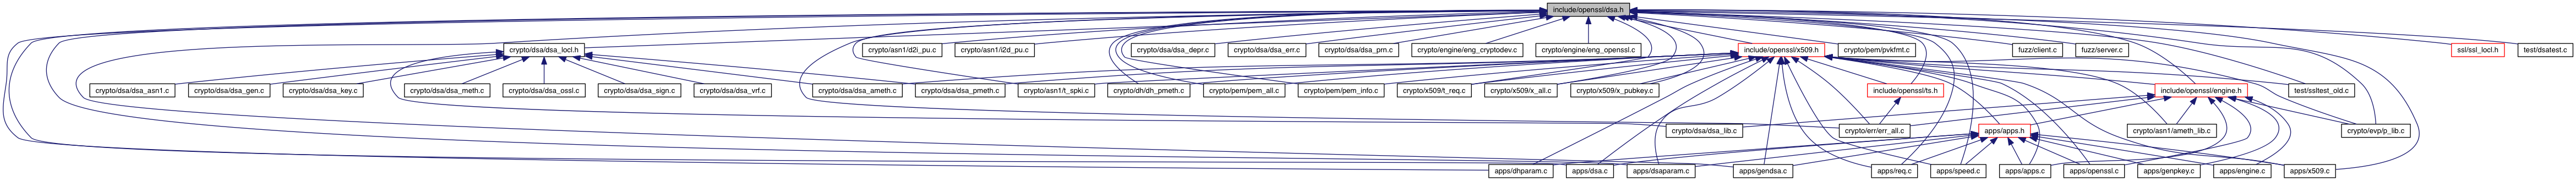 include/openssl/dsa.h
crypto/dsa/dsa_locl.h
crypto/asn1/d2i_pu.c
crypto/asn1/i2d_pu.c
crypto/dsa/dsa_depr.c
crypto/dsa/dsa_err.c
crypto/dsa/dsa_prn.c
crypto/engine/eng_cryptodev.c
crypto/engine/eng_openssl.c
include/openssl/x509.h
crypto/pem/pvkfmt.c
fuzz/client.c
fuzz/server.c
ssl/ssl_locl.h
test/dsatest.c
crypto/dsa/dsa_asn1.c
crypto/dsa/dsa_gen.c
crypto/dsa/dsa_key.c
crypto/dsa/dsa_meth.c
crypto/dsa/dsa_ossl.c
crypto/dsa/dsa_sign.c
crypto/dsa/dsa_vrf.c
crypto/dsa/dsa_ameth.c
crypto/dsa/dsa_pmeth.c
crypto/asn1/t_spki.c
crypto/dh/dh_pmeth.c
crypto/pem/pem_all.c
crypto/pem/pem_info.c
crypto/x509/t_req.c
crypto/x509/x_all.c
crypto/x509/x_pubkey.c
include/openssl/ts.h
include/openssl/engine.h
test/ssltest_old.c
crypto/dsa/dsa_lib.c
crypto/err/err_all.c
apps/apps.h
crypto/asn1/ameth_lib.c
crypto/evp/p_lib.c
apps/dhparam.c
apps/dsa.c
apps/dsaparam.c
apps/gendsa.c
apps/req.c
apps/speed.c
apps/apps.c
apps/openssl.c
apps/genpkey.c
apps/engine.c
apps/x509.c